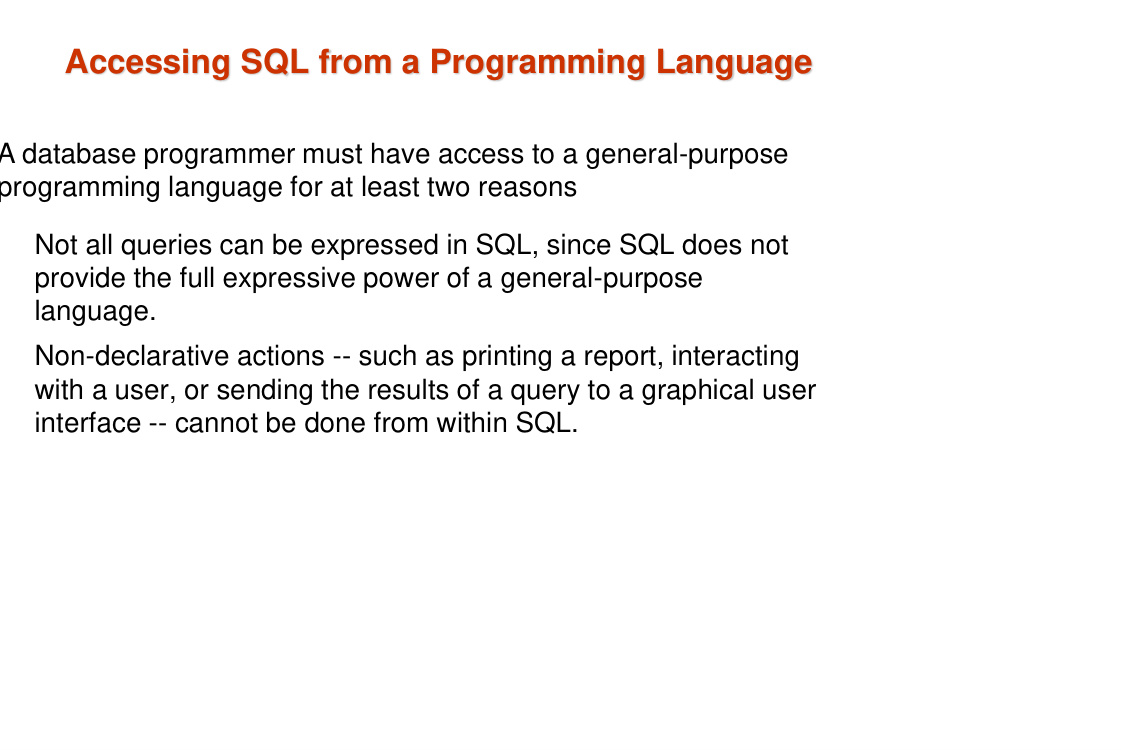 Accessing SQL from a Programming Language
A database programmer must have access to a general-purpose
programming language for at least two reasons
Not all queries can be expressed in SQL, since SQL does not
provide the full expressive power of a general-purpose
language.
Non-declarative actions -- such as printing a report, interacting
with a user, or sending the results of a query to a graphical user
interface -- cannot be done from within SQL.